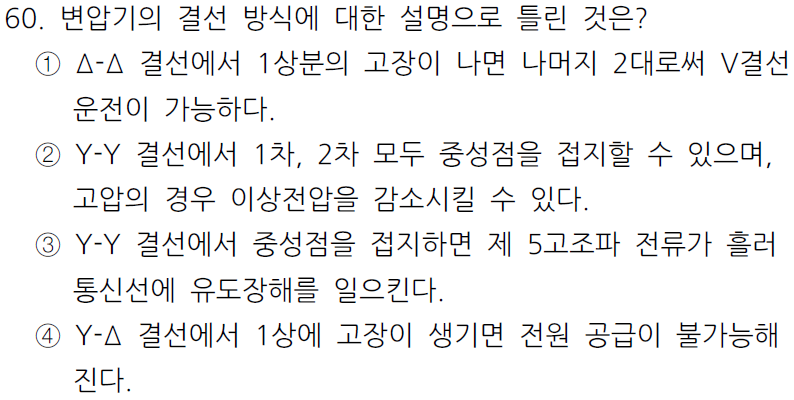 60. 변압기의 결선 방식에 대한 설명으로 틀린 것은?
① Δ-Δ 결선에서 1상분의 고장이 나면 나머지 2대로써 V결선
운전이 가능하다.
② Y-Y 결선에서 1차, 2차 모두 중성점을 접지할 수 있으며,
고압의 경우 이상전압을 감소시킬 수 있다.
③ Y-Y 결선에서 중성점을 접지하면 제 5고조파 전류가 흘러
통신선에 유도장해를 일으킨다.
④ Y-Δ 결선에서 1상에 고장이 생기면 전원 공급이 불가능해
진다.